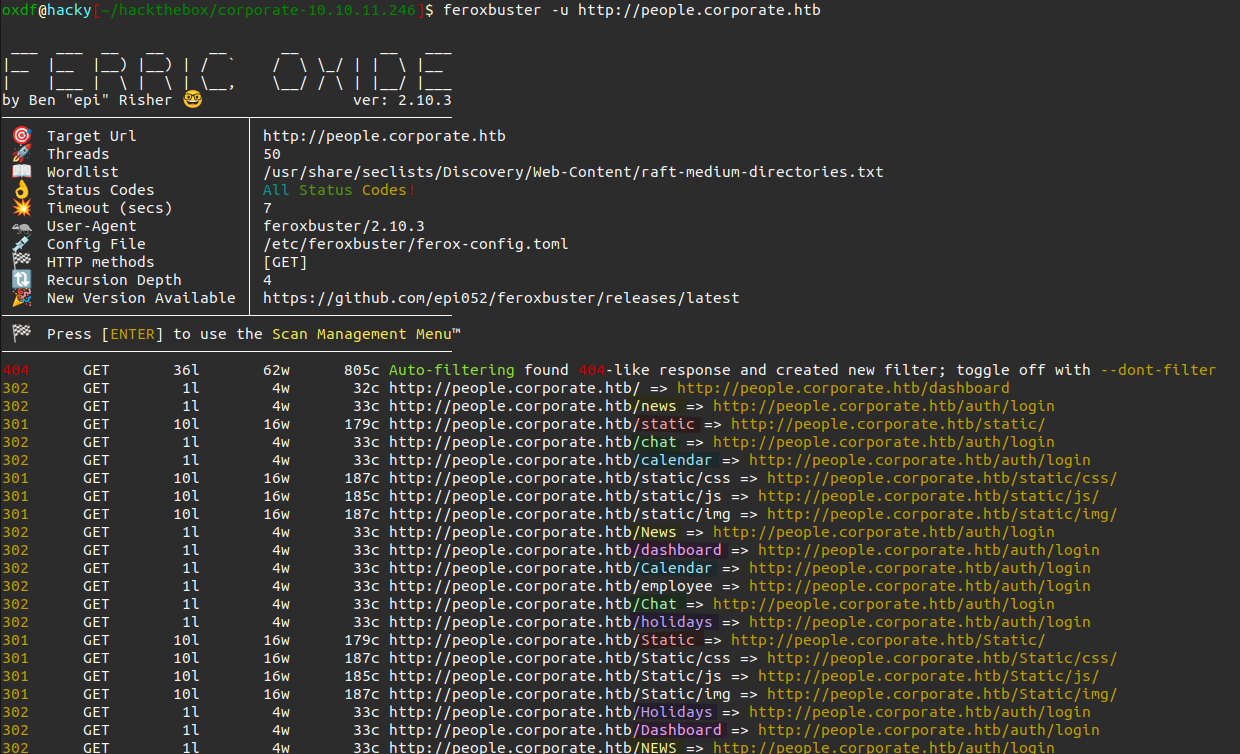 oxdf@hacky[~/hackthebox/corporate-10.10.11.246]$ feroxbuster -u http://people.corporate.htb
FERRIC OXIDE
by Ben "epi" Risher 🤓 ver: 2.10.3
🎯 Target Url http://people.corporate.htb
🚀 Threads 50
📖 Wordlist /usr/share/seclists/Discovery/Web-Content/raft-medium-directories.txt
👌 Status Codes All Status Codes!
💥 Timeout (secs) 7
🦡 User-Agent feroxbuster/2.10.3
💉 Config File /etc/feroxbuster/ferox-config.toml
🏁 HTTP methods [GET]
🔃 Recursion Depth 4
🎉 New Version Available https://github.com/epi052/feroxbuster/releases/latest
🏁 Press [ENTER] to use the Scan Management Menu™
404 GET 36l 62w 805c Auto-filtering found 404-like response and created new filter; toggle off with --dont-filter
302 GET 1l 4w 32c http://people.corporate.htb/ => http://people.corporate.htb/dashboard
302 GET 1l 4w 33c http://people.corporate.htb/news => http://people.corporate.htb/auth/login
301 GET 10l 16w 179c http://people.corporate.htb/static => http://people.corporate.htb/static/
302 GET 1l 4w 33c http://people.corporate.htb/chat => http://people.corporate.htb/auth/login
302 GET 1l 4w 33c http://people.corporate.htb/calendar => http://people.corporate.htb/auth/login
301 GET 10l 16w 187c http://people.corporate.htb/static/css => http://people.corporate.htb/static/css/
301 GET 10l 16w 185c http://people.corporate.htb/static/js => http://people.corporate.htb/static/js/
301 GET 10l 16w 187c http://people.corporate.htb/static/img => http://people.corporate.htb/static/img/
302 GET 1l 4w 33c http://people.corporate.htb/News => http://people.corporate.htb/auth/login
302 GET 1l 4w 33c http://people.corporate.htb/dashboard => http://people.corporate.htb/auth/login
302 GET 1l 4w 33c http://people.corporate.htb/Calendar => http://people.corporate.htb/auth/login
302 GET 1l 4w 33c http://people.corporate.htb/employee => http://people.corporate.htb/auth/login
302 GET 1l 4w 33c http://people.corporate.htb/Chat => http://people.corporate.htb/auth/login
302 GET 1l 4w 33c http://people.corporate.htb/holidays => http://people.corporate.htb/auth/login
301 GET 10l 16w 179c http://people.corporate.htb/Static => http://people.corporate.htb/Static/
301 GET 10l 16w 187c http://people.corporate.htb/Static/css => http://people.corporate.htb/Static/css/
301 GET 10l 16w 185c http://people.corporate.htb/Static/js => http://people.corporate.htb/Static/js/
301 GET 10l 16w 187c http://people.corporate.htb/Static/img => http://people.corporate.htb/Static/img/
302 GET 1l 4w 33c http://people.corporate.htb/Holidays => http://people.corporate.htb/auth/login
302 GET 1l 4w 33c http://people.corporate.htb/Dashboard => http://people.corporate.htb/auth/login
302 GET 1l 4w 33c http://people.corporate.htb/NEWS => http://people.corporate.htb/auth/login